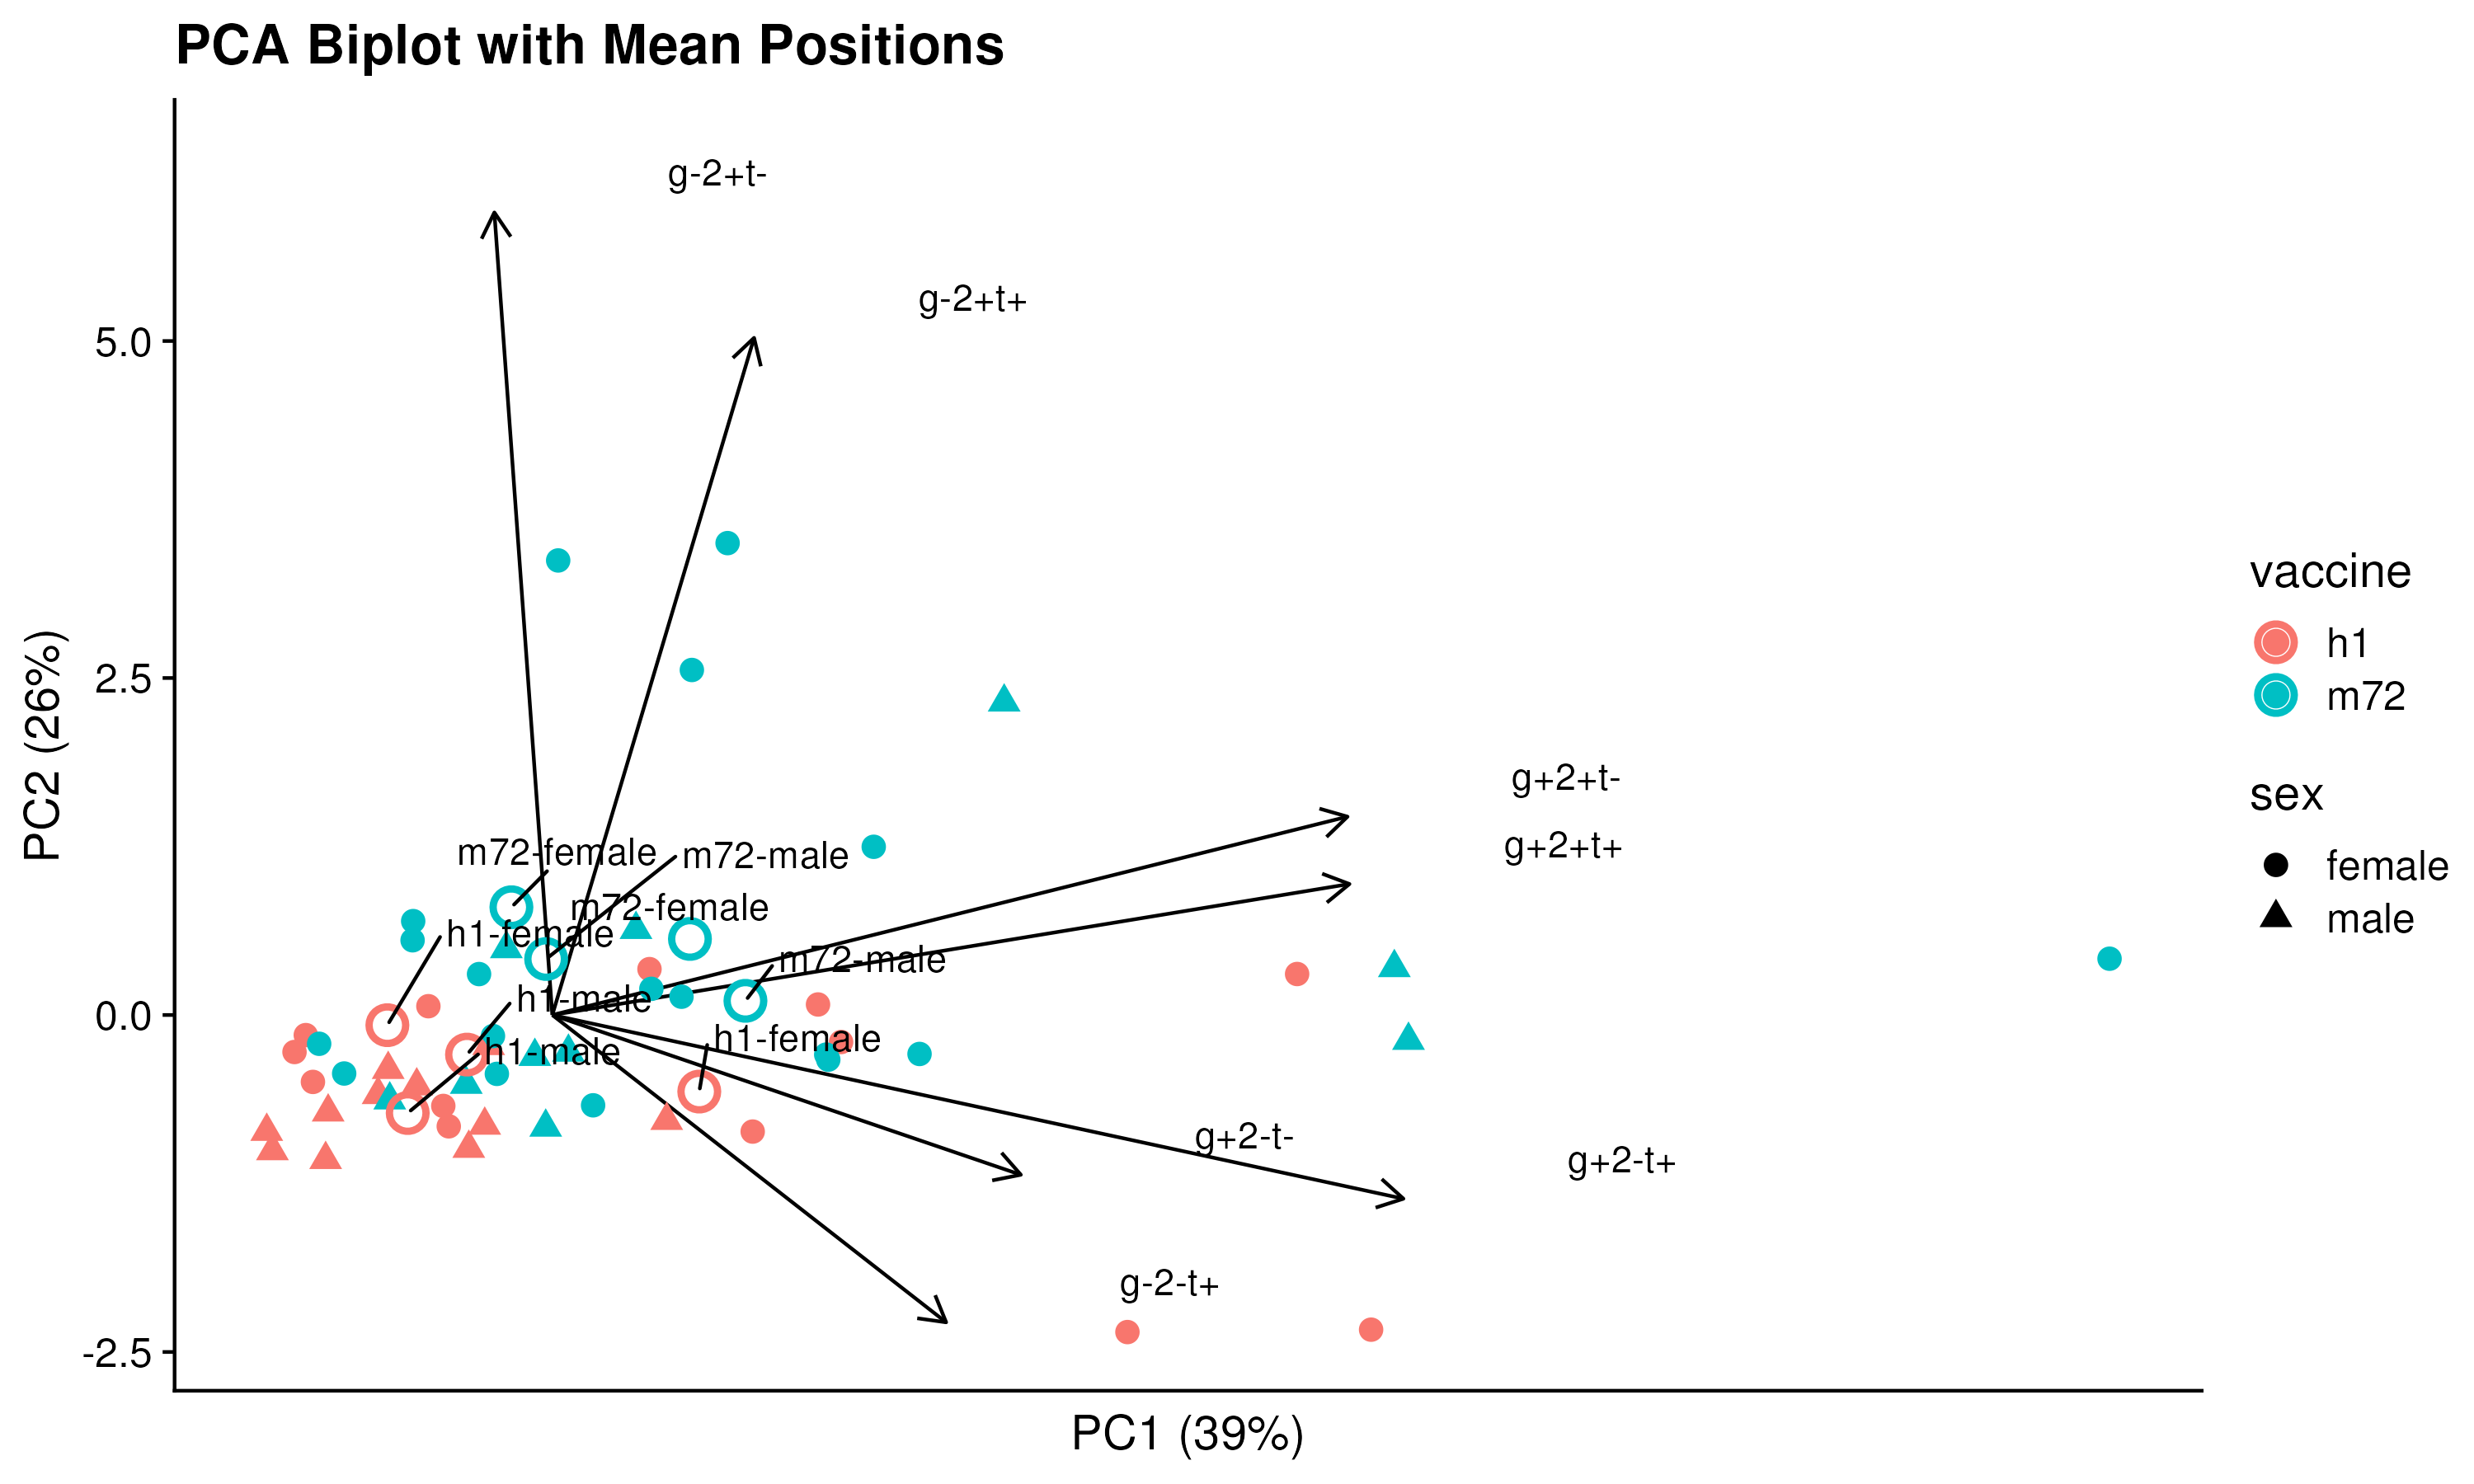 PCA Biplot with Mean Positions
g-2+t-
g-2+t+
5.0
2.5
g+2+t-
g+2+t+
m72-female
m72-male
m72-female
h1-female
m72-male
h1-male
0.0
h1-female
h1-male
g+2-t-
g+2-t+
g-2-t+
-2.5
PC2 (26%)
PC1 (39%)
vaccine
h1
m72
sex
female
male